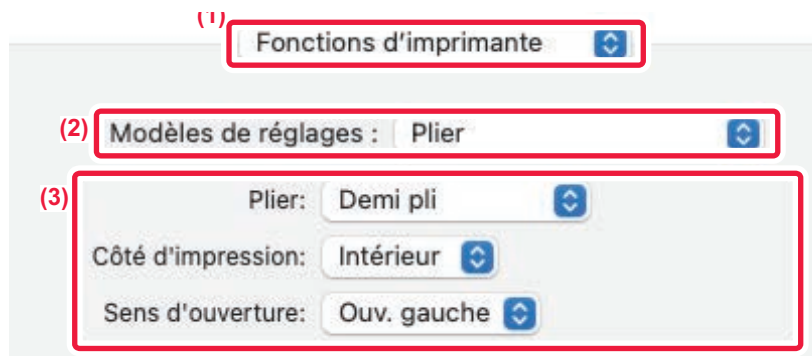 (1)
Fonctions d’imprimante
(2) Modèles de réglages : Plier
(3)
Plier: Demi pli
Côté d'impression: Intérieur
Sens d'ouverture: Ouv. gauche